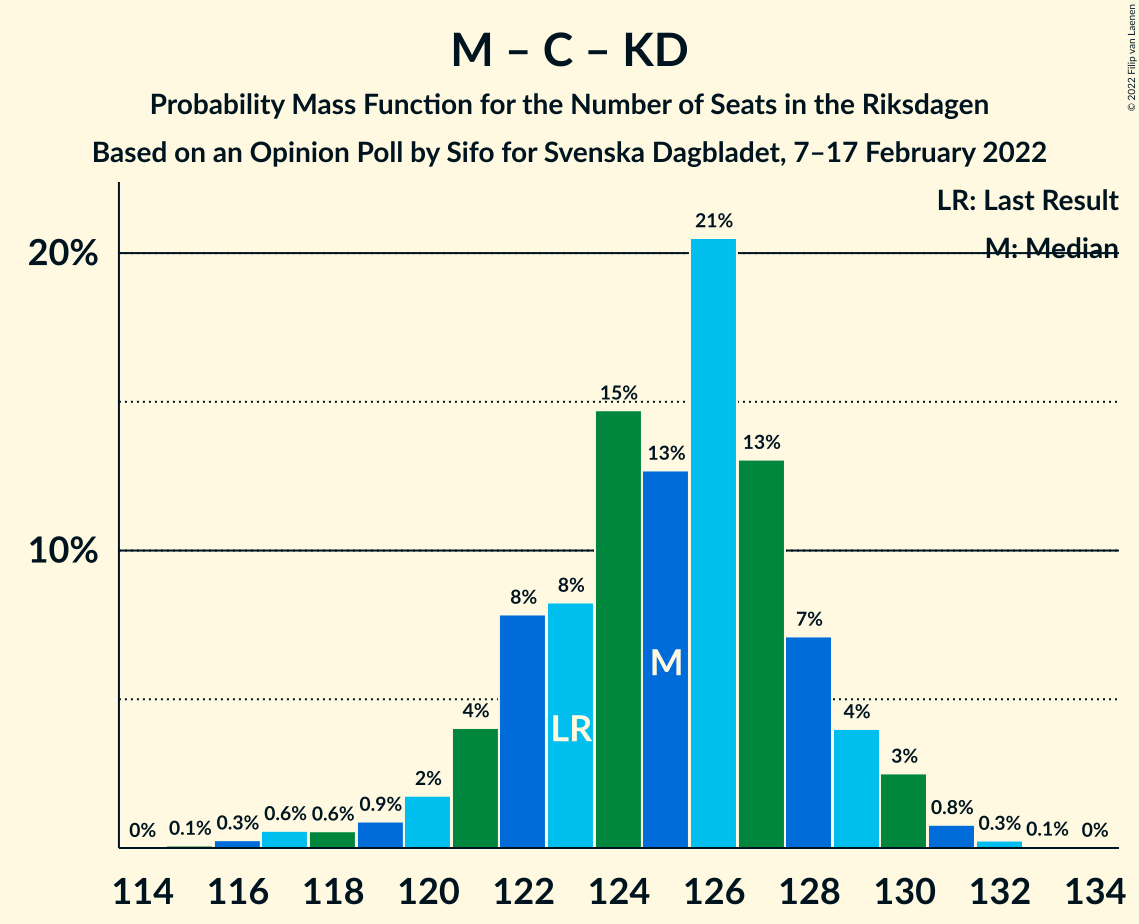 M – C – KD
Probability Mass Function for the Number of Seats in the Riksdagen
Based on an Opinion Poll by Sifo for Svenska Dagbladet, 7–17 February 2022
© 2022 Filip van Laenen
LR: Last Result
M: Median
20%
10%
0%
0.1%
0.3%
0.6%
0.6%
0.9%
2%
4%
8%
8%
15%
13%
21%
13%
7%
4%
3%
0.8%
0.3%
0.1%
0%
LR
M
114 116 118 120 122 124 126 128 130 132 134